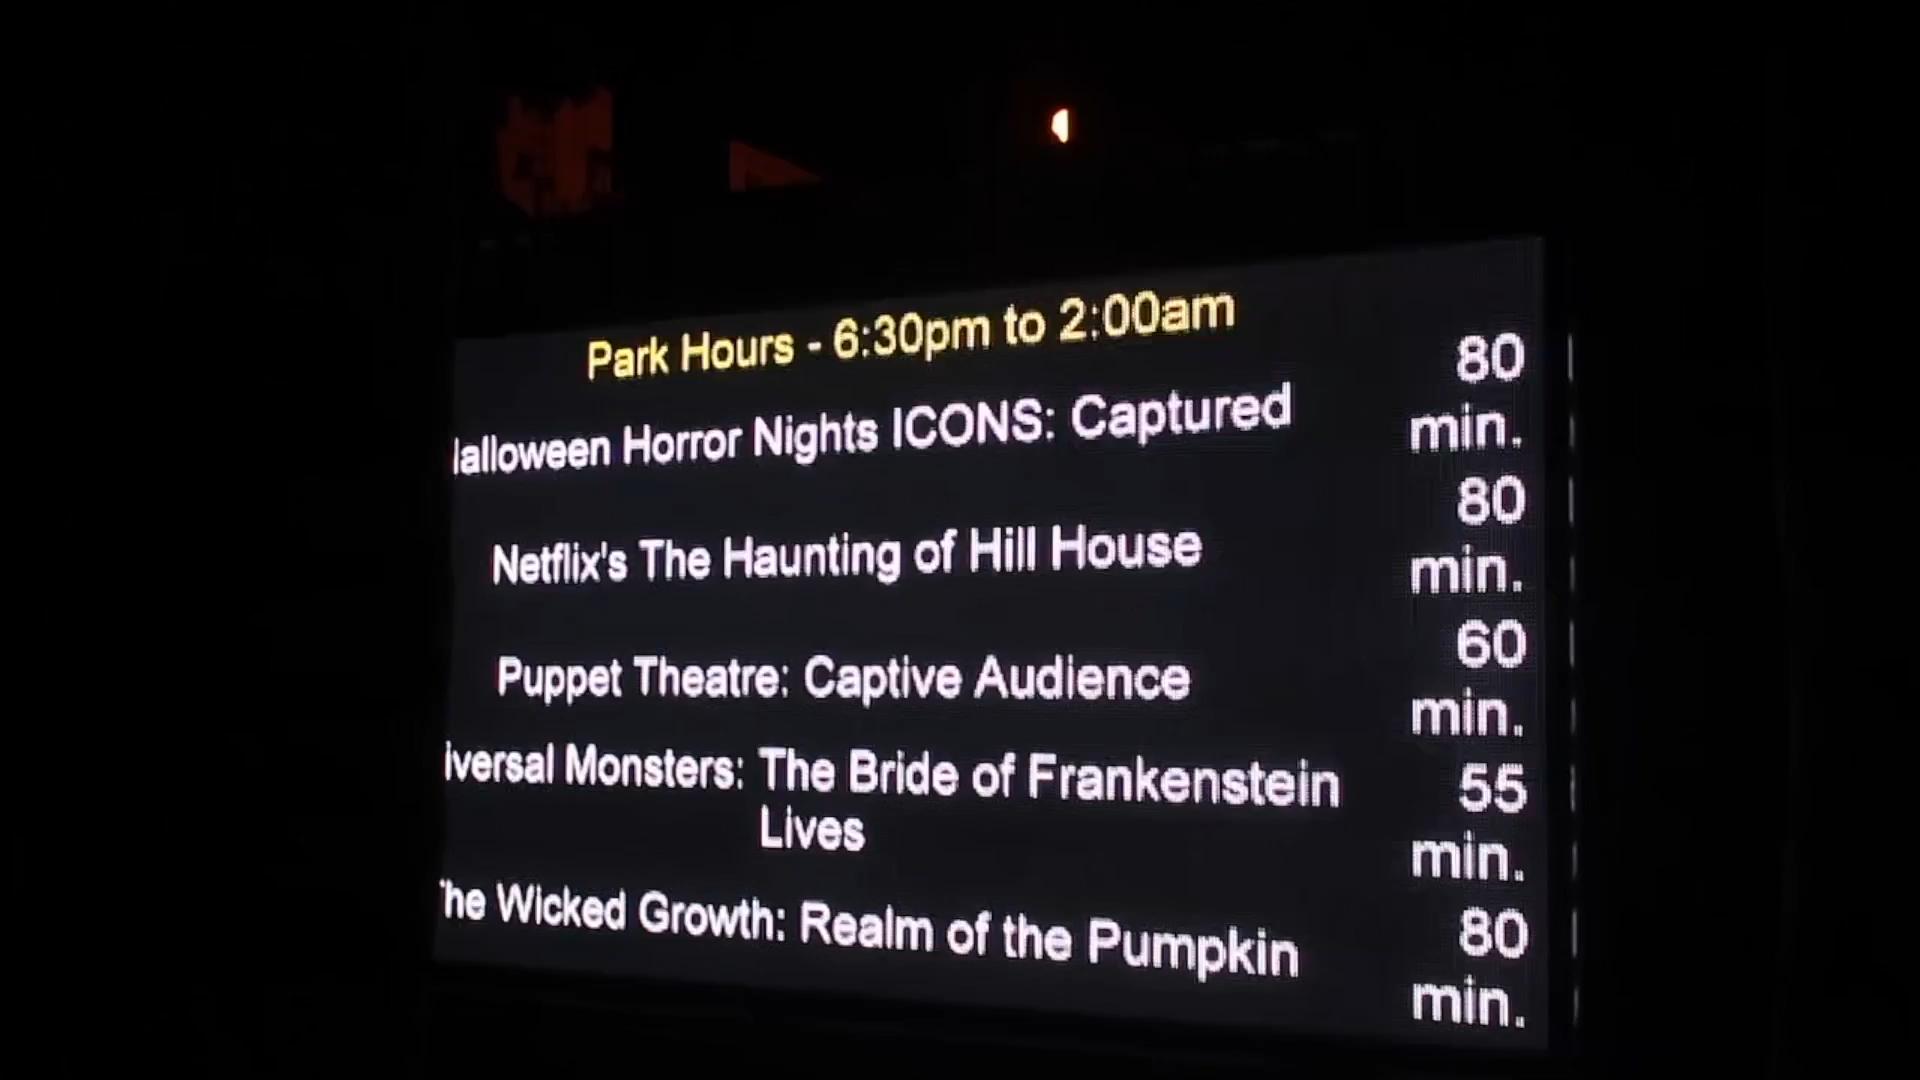 Park Hours - 6:30pm to 2:00am
alloween Horror Nights ICONS: Captured 80 min.
Netflix's The Haunting of Hill House 80 min.
Puppet Theatre: Captive Audience 60 min.
iversal Monsters: The Bride of Frankenstein Lives 55 min.
he Wicked Growth: Realm of the Pumpkin 80 min.